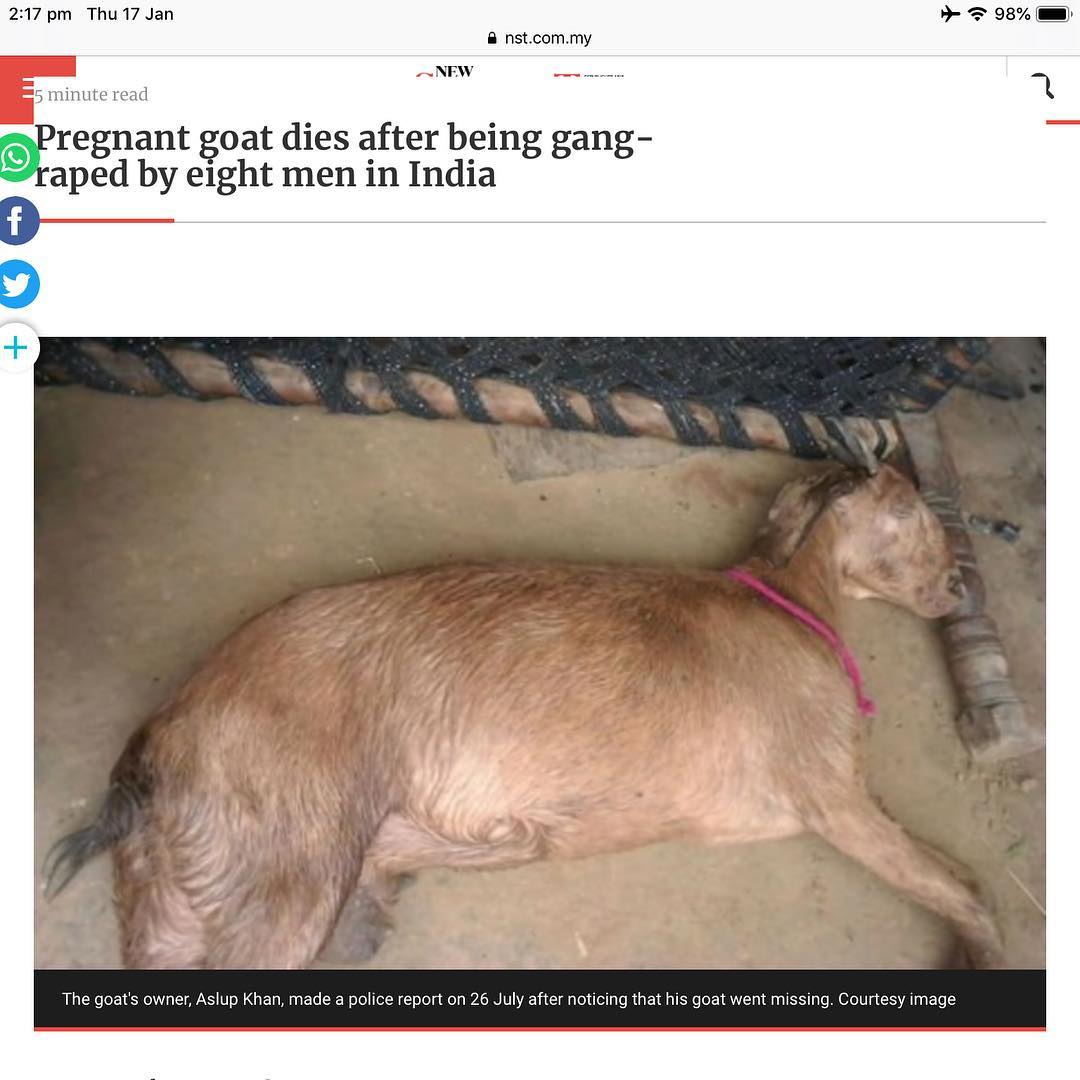 2:17 pm Thu 17 Jan
98%
nst.com.my
NEW
5 minute read
Pregnant goat dies after being gang-
raped by eight men in India
The goat's owner, Aslup Khan, made a police report on 26 July after noticing that his goat went missing. Courtesy image